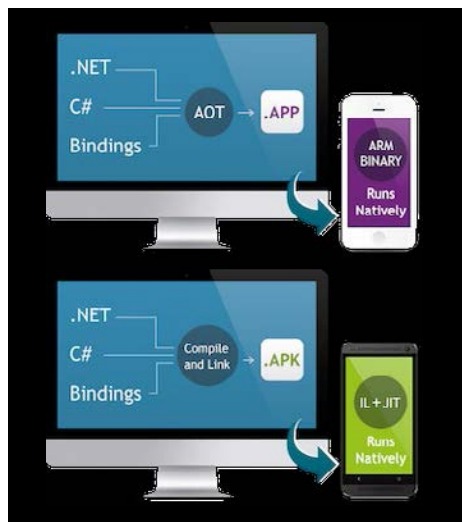 .NET
C#
Bindings
AOT
.APP
ARM
BINARY
Runs
Natively
.NET
C#
Bindings
Compile
and Link
.APK
IL+JIT
Runs
Natively